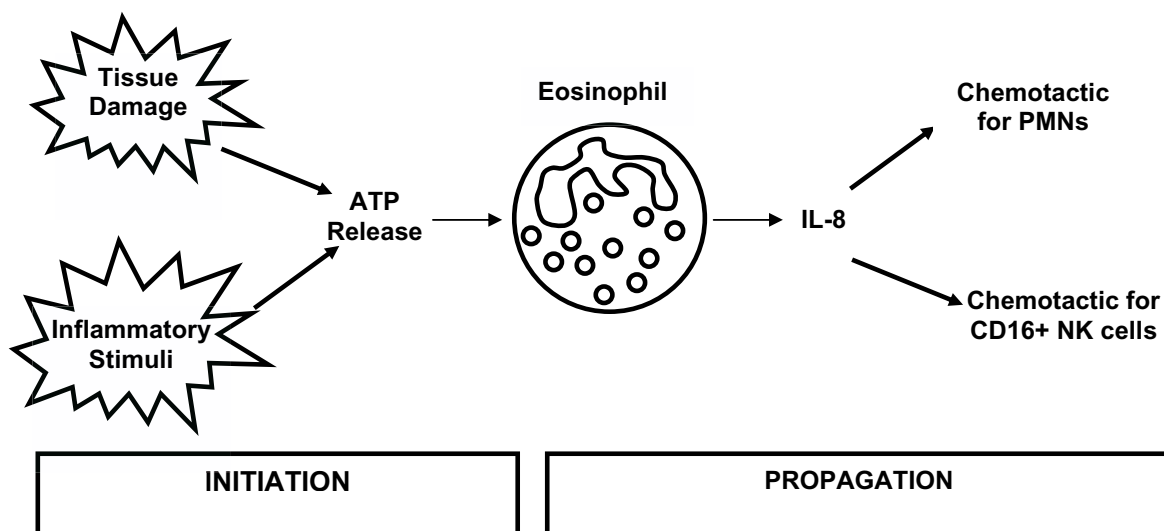 Tissue
Damage
Inflammatory
Stimuli
ATP
Release
Eosinophil
IL-8
Chemotactic
for PMNs
Chemotactic for
CD16+ NK cells
INITIATION
PROPAGATION